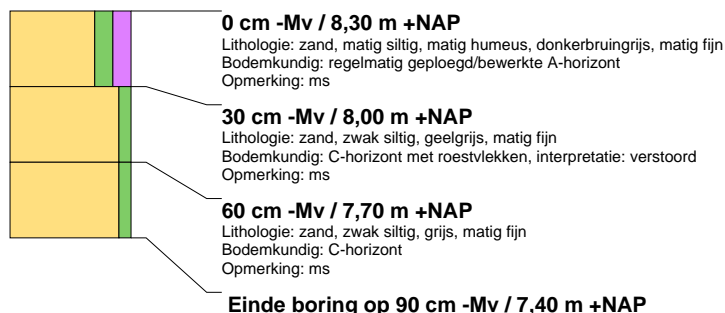 0 cm -Mv / 8,30 m +NAP
Lithologie: zand, matig siltig, matig humeus, donkerbruingrijs, matig fijn
Bodemkundig: regelmatig geploegd/bewerkte A-horizont
Opmerking: ms
30 cm -Mv / 8,00 m +NAP
Lithologie: zand, zwak siltig, geelgrijs, matig fijn
Bodemkundig: C-horizont met roestvlekken, interpretatie: verstoord
Opmerking: ms
60 cm -Mv / 7,70 m +NAP
Lithologie: zand, zwak siltig, grijs, matig fijn
Bodemkundig: C-horizont
Opmerking: ms
Einde boring op 90 cm -Mv / 7,40 m +NAP